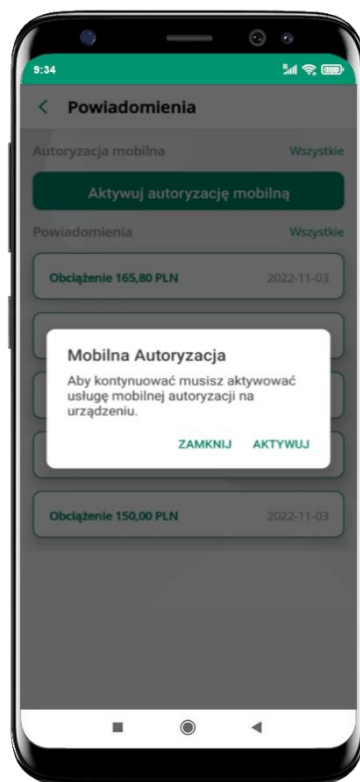 9:34
Powiadomienia
Autoryzacja mobilna Wszystkie
Aktywuj autoryzację mobilną
Powiadomienia Wszystkie
Obciążenie 165,80 PLN 2022-11-03
Mobilna Autoryzacja
Aby kontynuować musisz aktywować
usługę mobilnej autoryzacji na
urządzeniu.
ZAMKNIJ AKTYWUJ
Obciążenie 150,00 PLN 2022-11-03